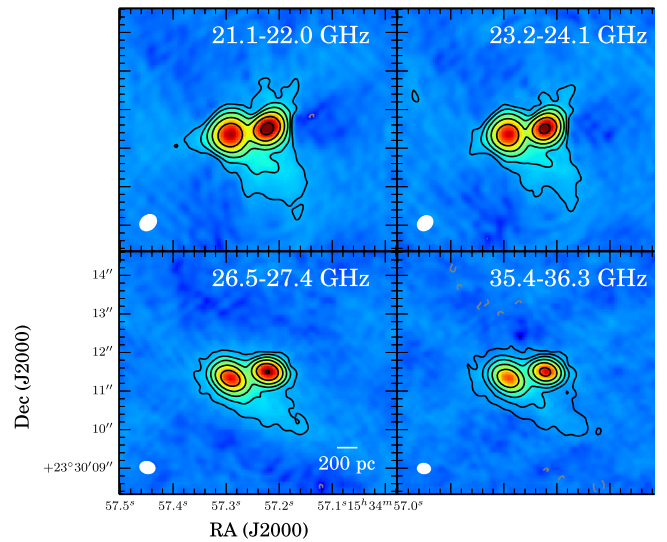 21.1-22.0 GHz
23.2-24.1 GHz
26.5-27.4 GHz
35.4-36.3 GHz
14″
13″
12″
11″
10″
+23°30′09″
Dec (J2000)
200 pc
57.5ˢ 57.4ˢ 57.3ˢ 57.2ˢ 57.1ˢ15ʰ34ᵐ57.0ˢ
RA (J2000)